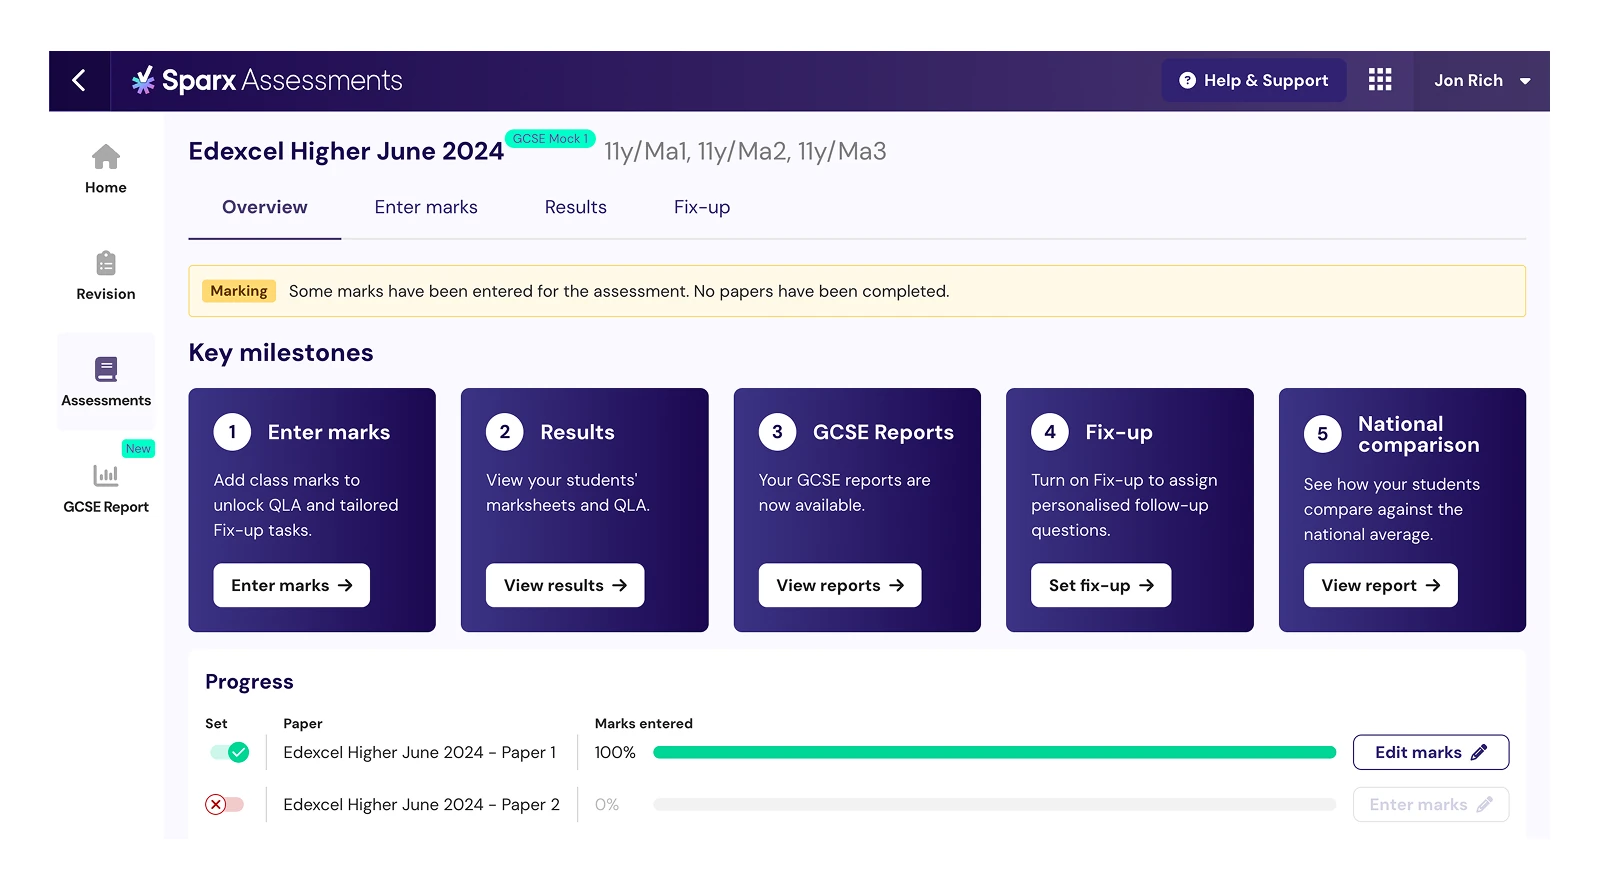 Sparx Assessments
Help & Support
Jon Rich
Home
Revision
Assessments
New
GCSE Report
Edexcel Higher June 2024 GCSE Mock 1 11y/Ma1, 11y/Ma2, 11y/Ma3
Overview Enter marks Results Fix-up
Marking Some marks have been entered for the assessment. No papers have been completed.
Key milestones
1 Enter marks
Add class marks to
unlock QLA and tailored
Fix-up tasks.
Enter marks →
2 Results
View your students'
marksheets and QLA.
View results →
3 GCSE Reports
Your GCSE reports are
now available.
View reports →
4 Fix-up
Turn on Fix-up to assign
personalised follow-up
questions.
Set fix-up →
5 National
comparison
See how your students
compare against the
national average.
View report →
Progress
Set Paper Marks entered
Edexcel Higher June 2024 - Paper 1 100% Edit marks
Edexcel Higher June 2024 - Paper 2 0% Enter marks